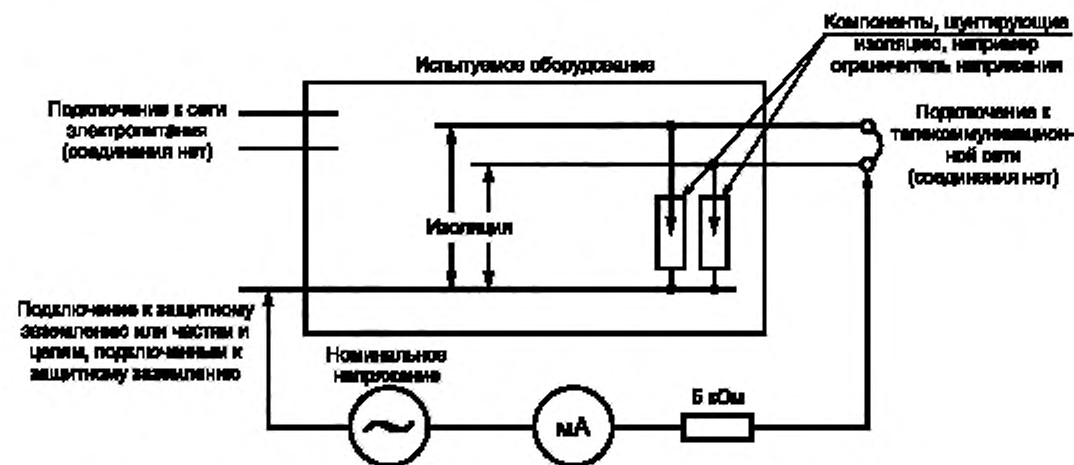 Компоненты, шунтирующие
изоляцию, например
ограничитель напряжения
Испытуемое оборудование
Подключение к сети
электропитания
(соединения нет)
Подключение к
телекоммуникацион-
ной сети
(соединения нет)
Изоляция
Подключение к защитному
заземлению или частям и
цепям, подключенным к
защитному заземлению
Номинальное
напряжение
5 кОм
мА